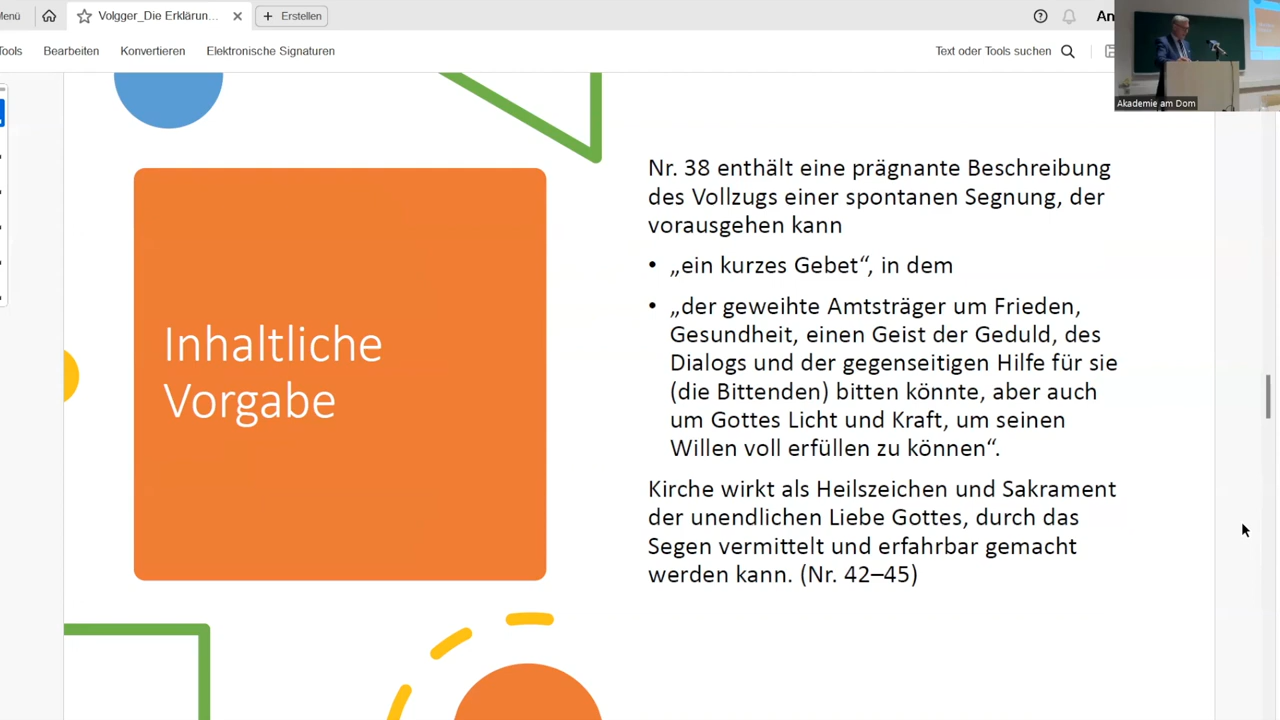 Menü
Volgger_Die Erklärun...
Erstellen
An
Tools
Bearbeiten
Konvertieren
Elektronische Signaturen
Text oder Tools suchen
Akademie am Dom
Inhaltliche
Vorgabe
Nr. 38 enthält eine prägnante Beschreibung
des Vollzugs einer spontanen Segnung, der
vorausgehen kann
• „ein kurzes Gebet“, in dem
• „der geweihte Amtsträger um Frieden,
Gesundheit, einen Geist der Geduld, des
Dialogs und der gegenseitigen Hilfe für sie
(die Bittenden) bitten könnte, aber auch
um Gottes Licht und Kraft, um seinen
Willen voll erfüllen zu können“.
Kirche wirkt als Heilszeichen und Sakrament
der unendlichen Liebe Gottes, durch das
Segen vermittelt und erfahrbar gemacht
werden kann. (Nr. 42–45)